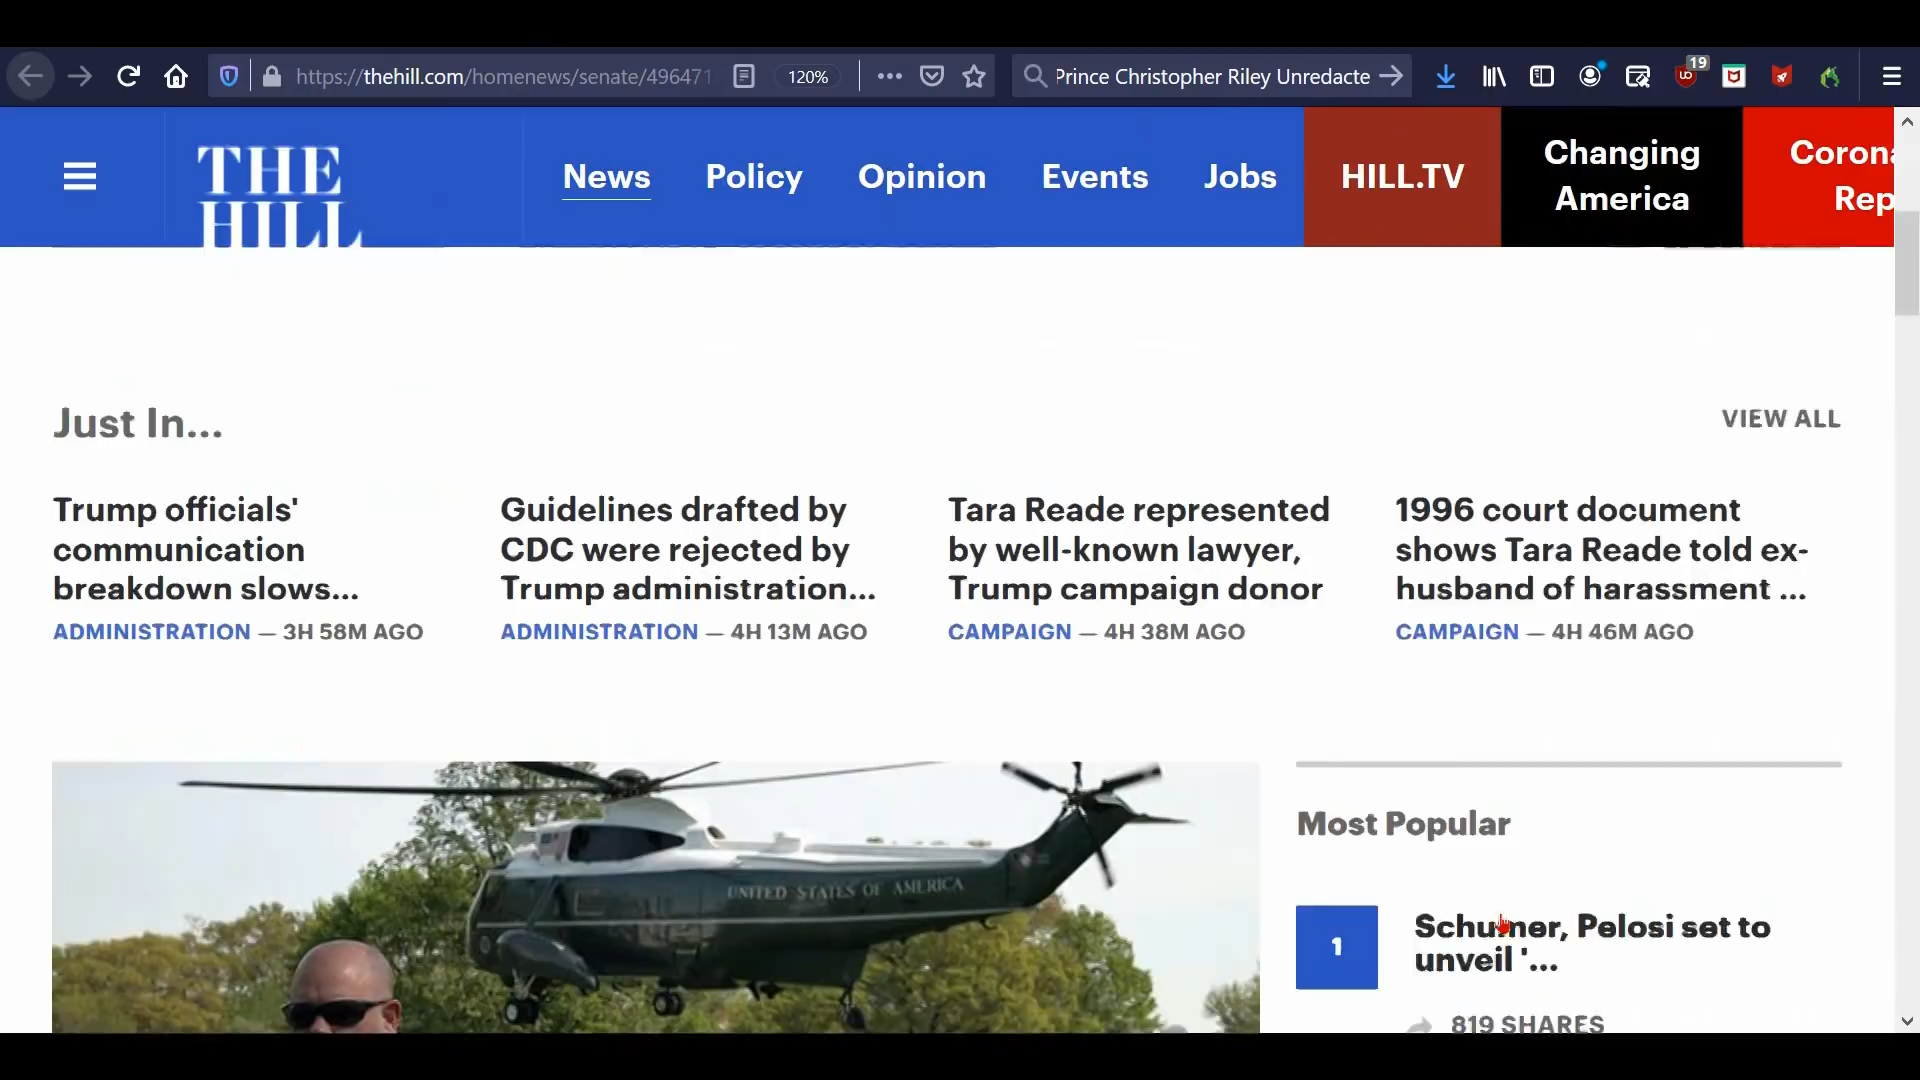 https://thehill.com/homenews/senate/496471
120%
Prince Christopher Riley Unredacte
19
THE
HILL
News
Policy
Opinion
Events
Jobs
HILL.TV
Changing
America
Corona
Rep
Just In...
VIEW ALL
Trump officials'
communication
breakdown slows...
ADMINISTRATION — 3H 58M AGO
Guidelines drafted by
CDC were rejected by
Trump administration...
ADMINISTRATION — 4H 13M AGO
Tara Reade represented
by well-known lawyer,
Trump campaign donor
CAMPAIGN — 4H 38M AGO
1996 court document
shows Tara Reade told ex-
husband of harassment ...
CAMPAIGN — 4H 46M AGO
UNITED STATES OF AMERICA
Most Popular
1
Schumer, Pelosi set to
unveil '...
819 SHARES